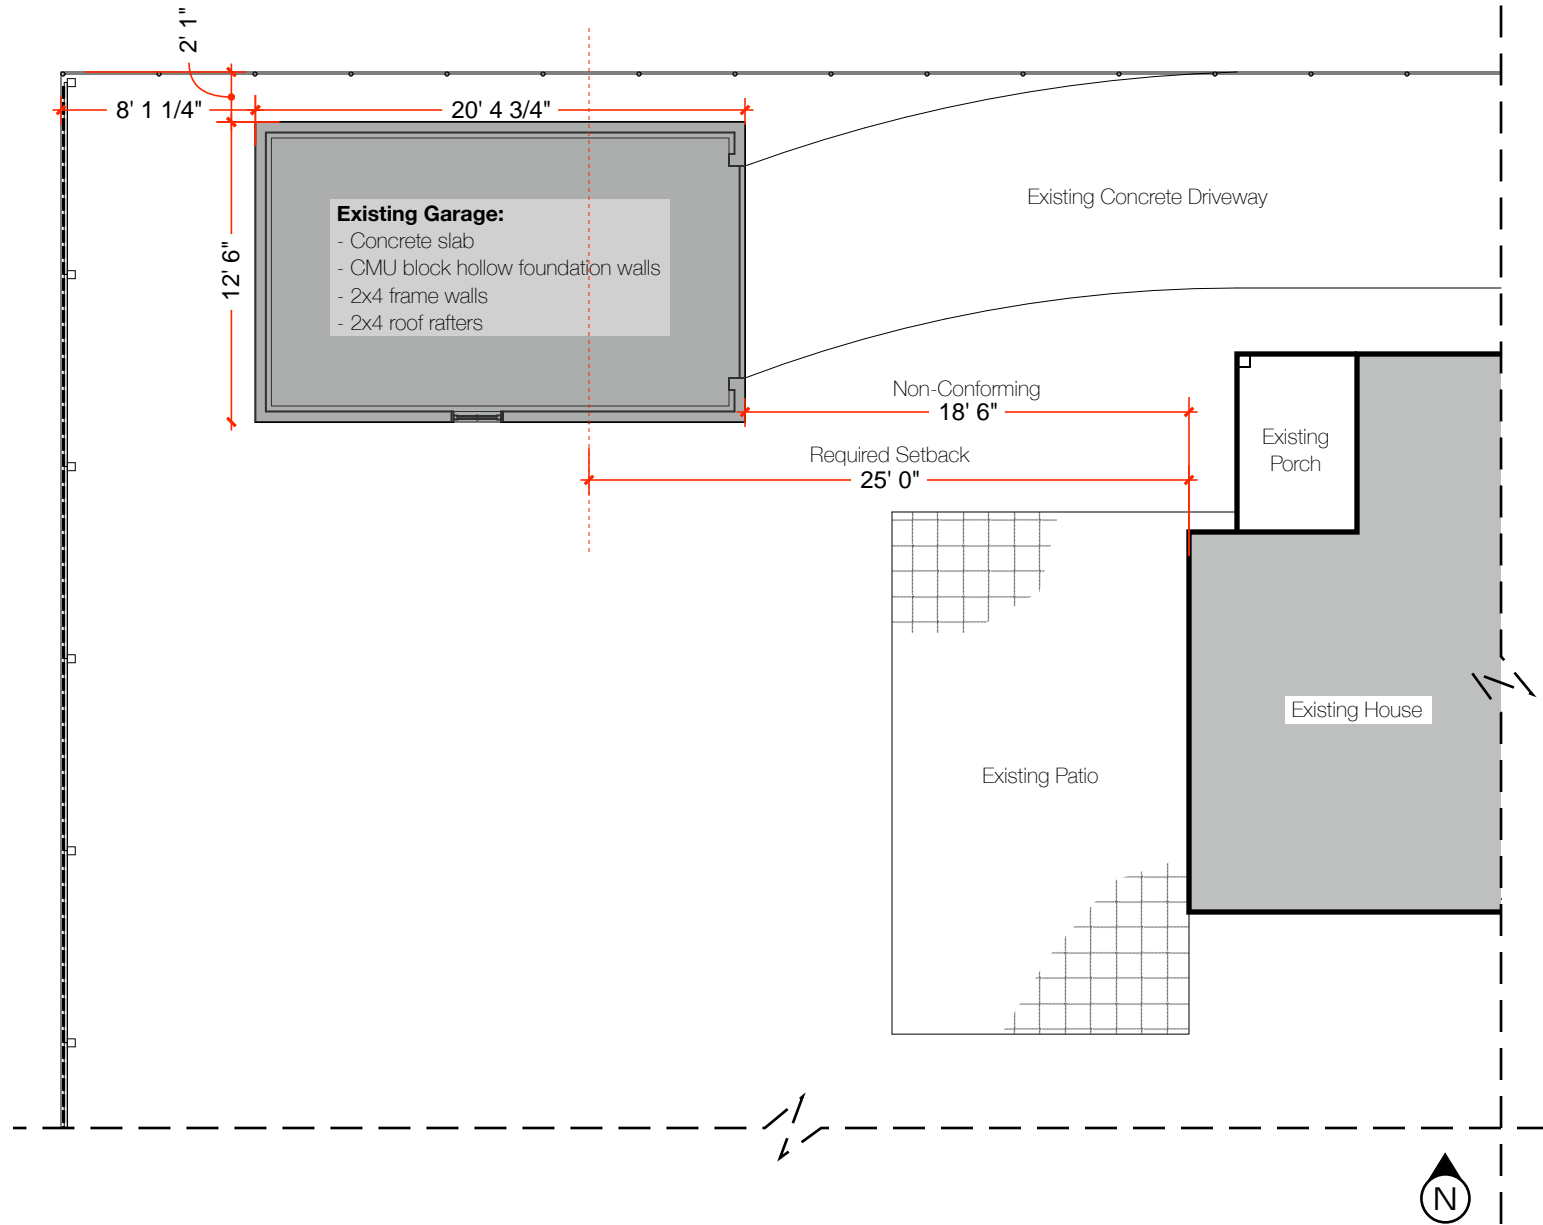 2' 1"
8' 1 1/4"
20' 4 3/4"
Existing Concrete Driveway
Existing Garage:
- Concrete slab
- CMU block hollow foundation walls
- 2x4 frame walls
- 2x4 roof rafters
12' 6"
Non-Conforming
18' 6"
Required Setback
25' 0"
Existing
Porch
Existing House
Existing Patio
N